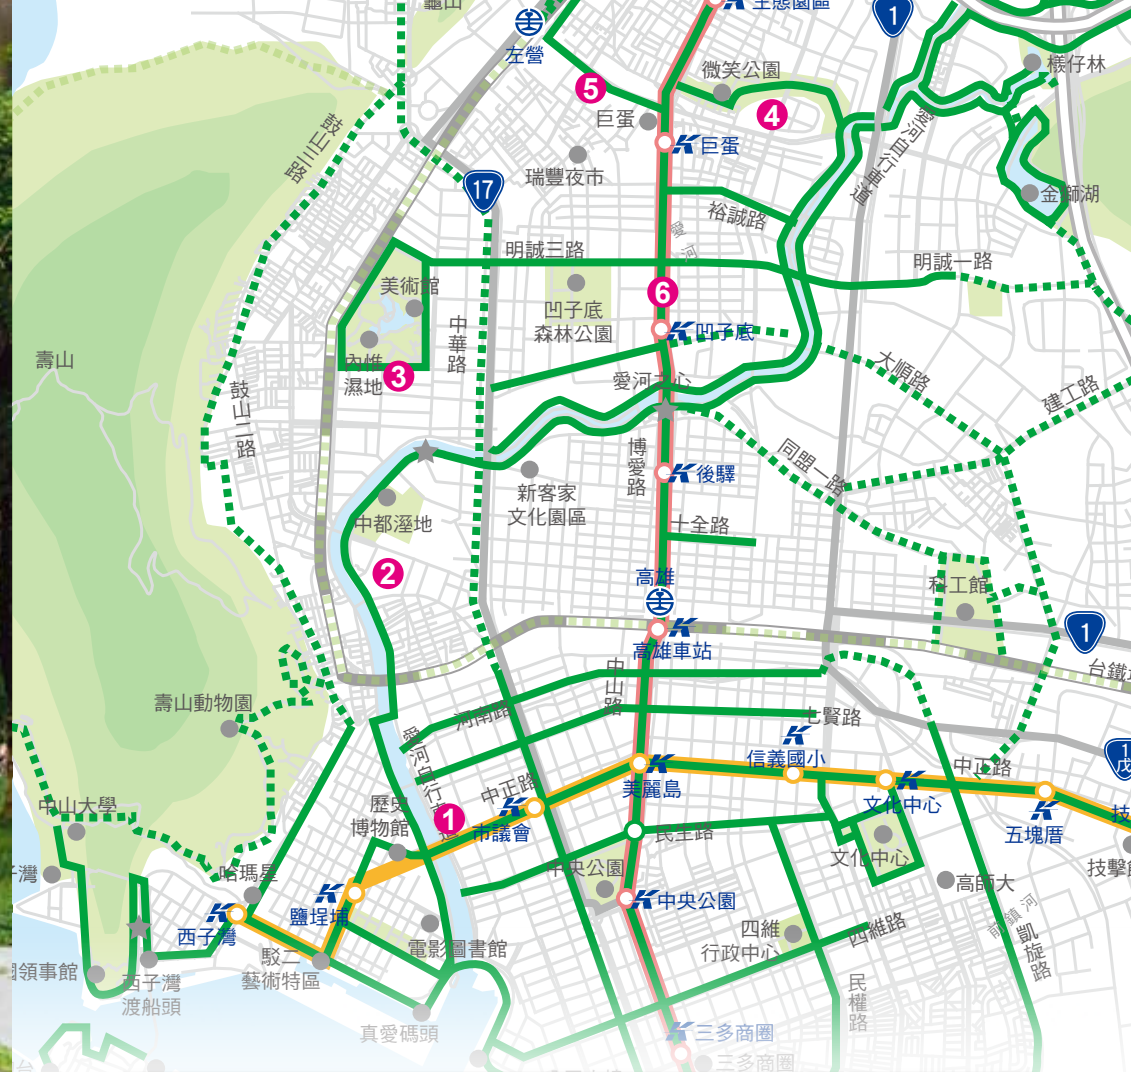 龜山
生態園區
1
左營
微笑公園
樣仔林
5
4
巨蛋
巨蛋
愛河自行車道
鼓山三路
瑞豐夜市
17
金獅湖
裕誠路
愛河
明誠三路
明誠一路
美術館
6
凹子底
森林公園
中華路
凹子底
壽山
內惟
濕地
3
大順路
愛河之心
鼓山二路
建工路
博愛路
同盟一路
後驛
新客家
文化園區
中都溼地
十全路
2
高雄
科工館
1
高雄車站
中山路
台鐵
壽山動物園
河南路
七賢路
愛河自行車道
信義國小
1
戊
中正路
中正路
美麗島
中山大學
歷史
博物館
1
市議會
文化中心
五塊厝
技
民生路
文化中心
技擊館
灣
哈瑪星
中央公園
高師大
鹽埕埔
中央公園
西子灣
前鎮河
凱旋路
電影圖書館
四維
行政中心
四維路
駁二
藝術特區
領事館
西子灣
渡船頭
民權路
真愛碼頭
三多商圈
三多商圈
台